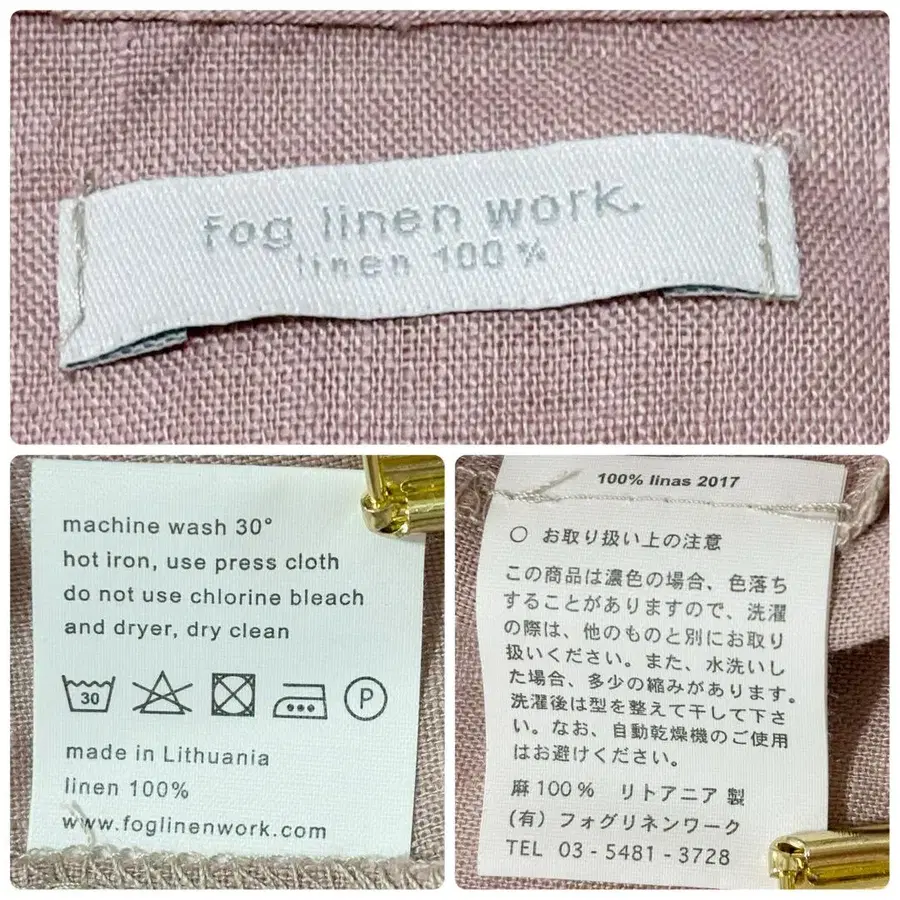 fog linen work.
linen 100%
machine wash 30°
hot iron, use press cloth
do not use chlorine bleach
and dryer, dry clean
30
P
made in Lithuania
linen 100%
www.foglinenwork.com
100% linas 2017
○ お取り扱い上の注意
この商品は濃色の場合、色落ち
することがありますので、洗濯
の際は、他のものと別にお取り
扱いください。また、水洗いし
た場合、多少の縮みがあります。
洗濯後は型を整えて干して下さ
い。なお、自動乾燥機のご使用
はお避けください。
麻100% リトアニア 製
(有) フォグリネンワーク
TEL 03-5481-3728